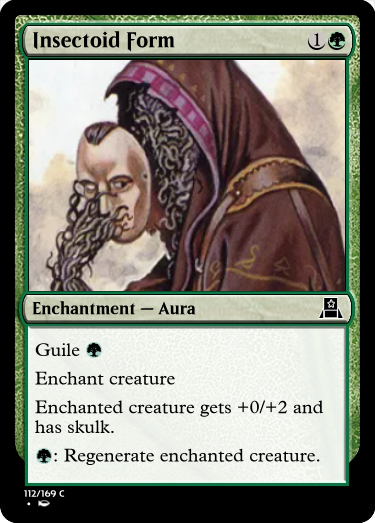 Insectoid Form 1
Enchantment — Aura
Guile
Enchant creature
Enchanted creature gets +0/+2 and
has skulk.
: Regenerate enchanted creature.
112/169 C